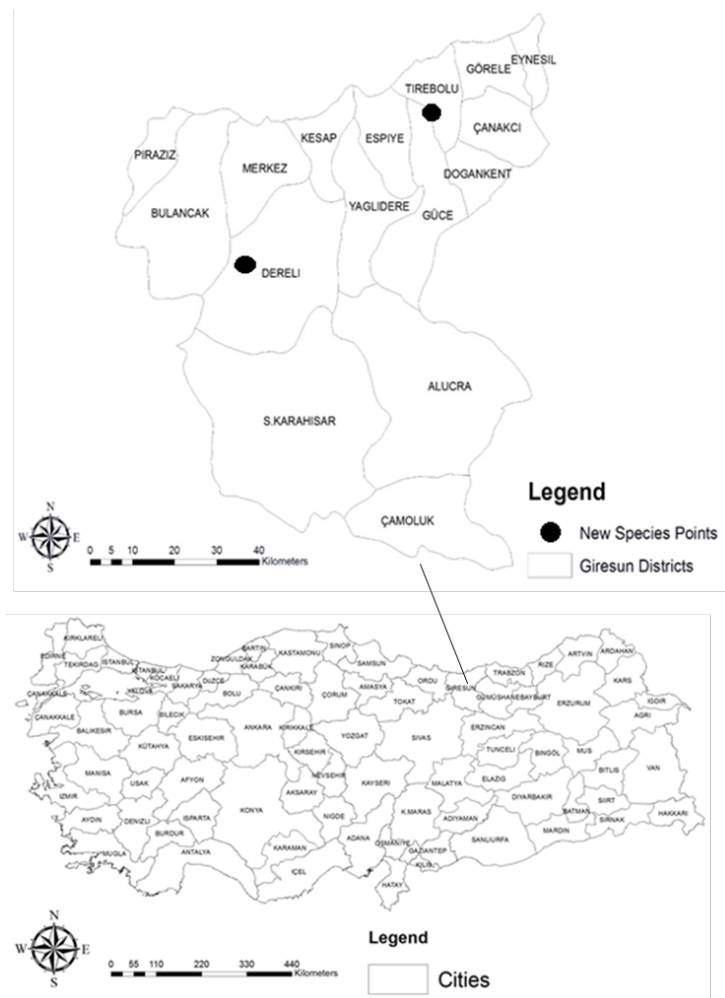 EYNESIL
GÖRELE
TIREBOLU
ÇANAKCI
KESAP
ESPIYE
PIRAZIZ
MERKEZ
DOGANKENT
BULANCAK
YAGLIDERE
GÜCE
DERELI
ALUCRA
S.KARAHISAR
ÇAMOLUK
Legend
New Species Points
Giresun Districts
N
W E
S
0 5 10 20 30 40
Kilometers
KIRKLARELI
EDIRNE
TEKIRDAG
ISTANBUL
ISTANBUL
KOCAELI
YALOVA
SAKARYA
DUZCE
ZONGULDAK
BARTIN
KARABUK
KASTAMONU
SINOP
SAMSUN
BOLU
ÇANKIRI
ÇORUM
AMASYA
ORDU
TOKAT
GIRESUN
TRABZON
RIZE
ARTVIN
ARDAHAN
KARS
GÜMÜSHANE
BAYBURT
ERZURUM
IGDIR
AGRI
ÇANAKKALE
ÇANAKKALE
BALIKESIR
BURSA
BILECIK
ESKISEHIR
ANKARA
KIRIKKALE
YOZGAT
SIVAS
ERZINCAN
TUNCELI
BINGÖL
MUS
BITLIS
VAN
KÜTAHYA
MANISA
USAK
AFYON
KIRSEHIR
NEVSEHIR
KAYSERI
MALATYA
ELAZIG
DIYARBAKIR
BATMAN
SIIRT
SIRNAK
HAKKARI
IZMIR
AYDIN
DENIZLI
ISPARTA
BURDUR
KONYA
AKSARAY
NIGDE
K.MARAS
ADIYAMAN
SANLIURFA
MARDIN
MUGLA
ANTALYA
KARAMAN
IÇEL
ADANA
OSMANIYE
GAZIANTEP
KILIS
HATAY
N
W E
S
0 55 110 220 330 440
Kilometers
Legend
Cities